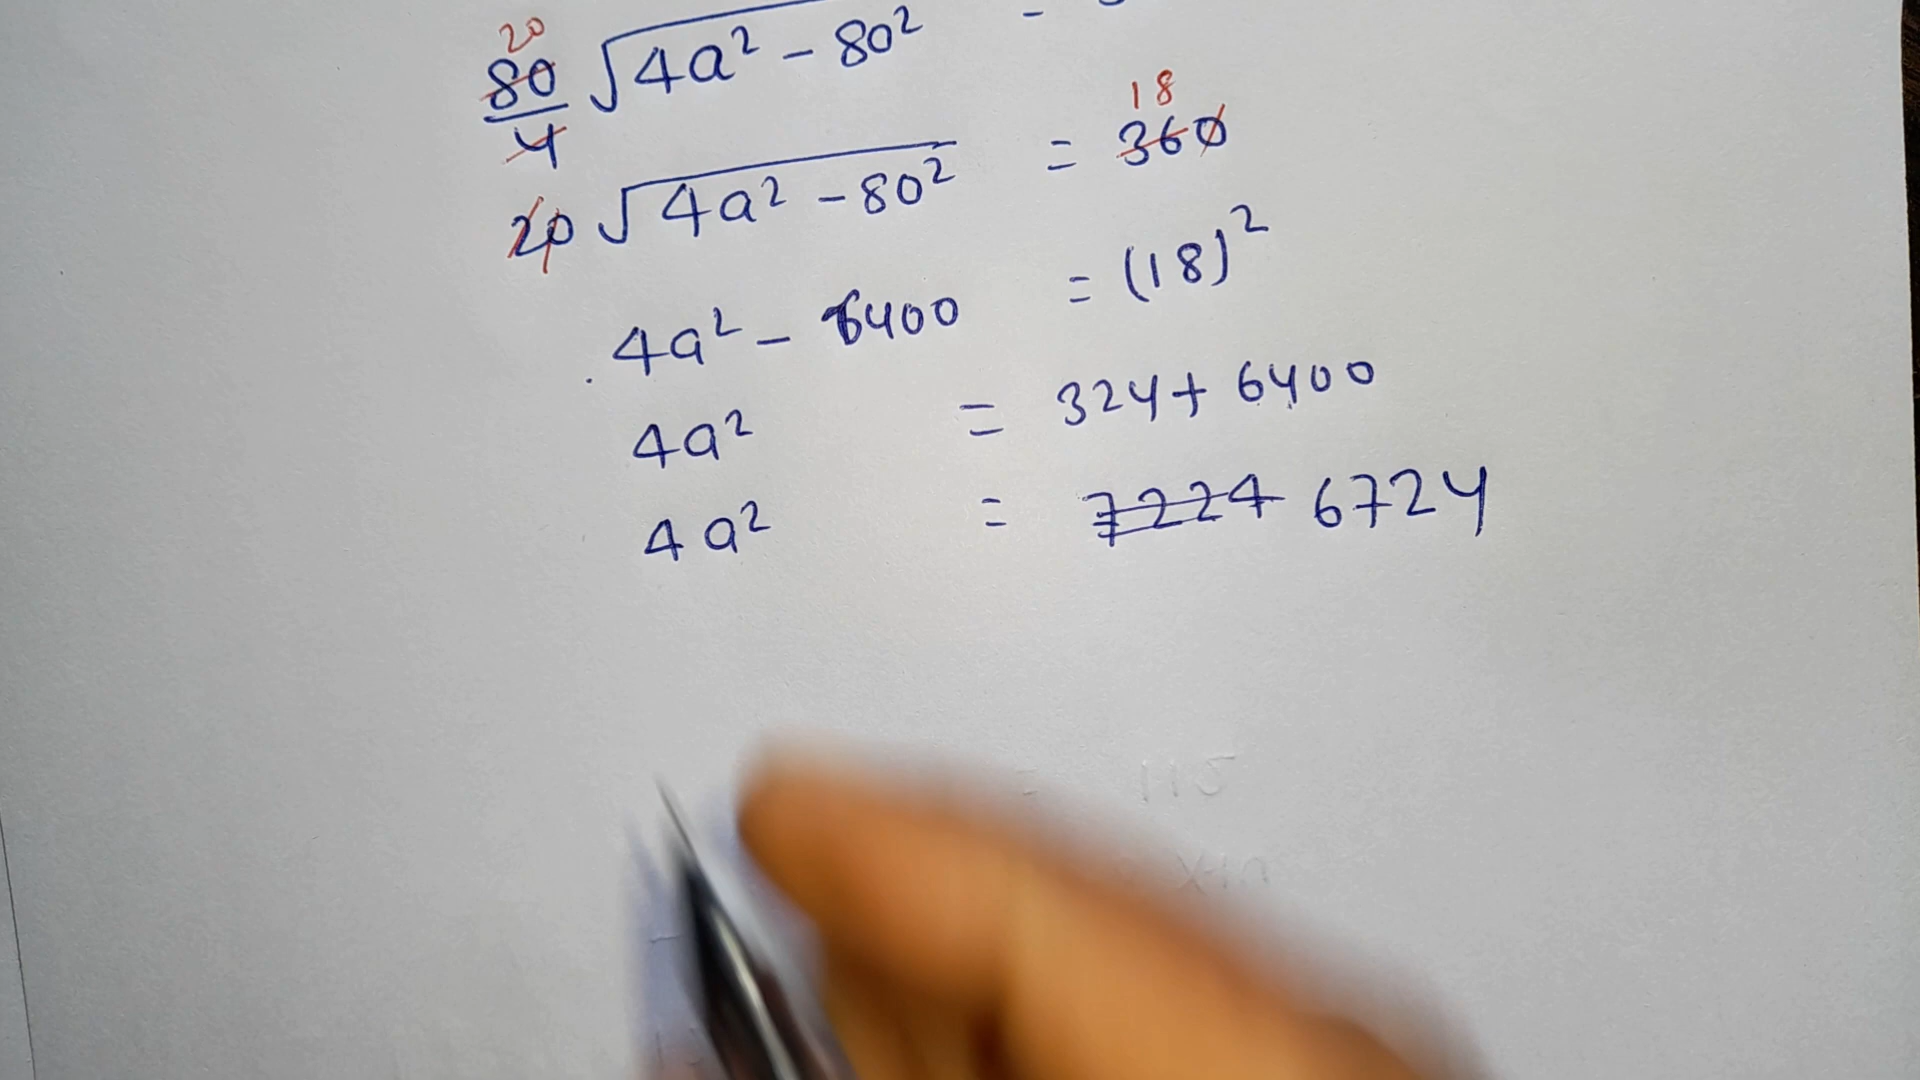 20
80/4 √4a² - 80²
18
20 √4a² - 80² = 360
4a² - 6400 = (18)²
4a² = 324 + 6400
4a² = 7224 6724